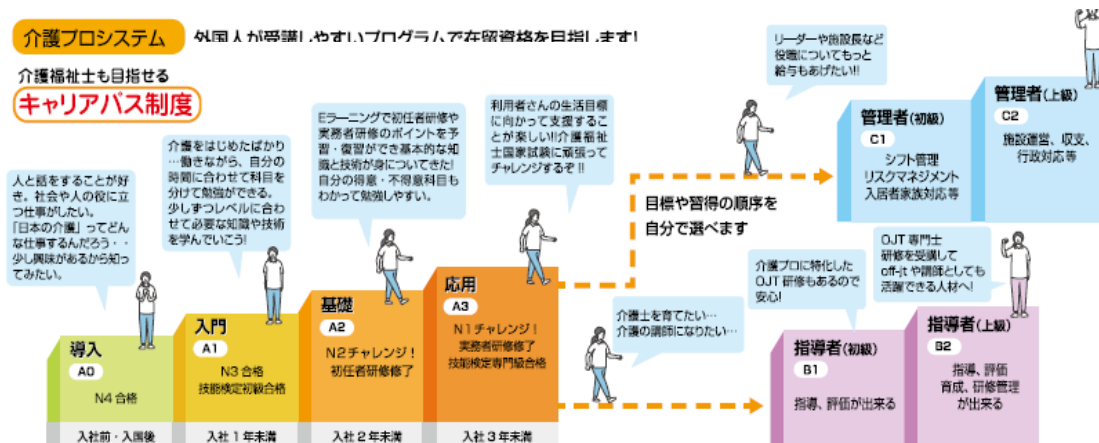 介護プロシステム
外国人が受講しやすいプログラムで在留資格を目指します!
介護福祉士も目指せる
キャリアパス制度
人と話をすることが好
き。社会や人の役に立
つ仕事がしたい。
「日本の介護」ってどん
な仕事するんだろう・・
少し興味があるから知っ
てみたい。
介護をはじめたばかり
…働きながら、自分の
時間に合わせて科目を
分けて勉強ができる。
少しずつレベルに合わ
せて必要な知識や技術
を学んでいこう!
Eラーニングで初任者研修や
実務者研修のポイントを予
習・復習ができ基本的な知
識と技術が身についてきた!
自分の得意・不得意科目も
わかって勉強しやすい。
利用者さんの生活目標
に向かって支援するこ
とが楽しい!!介護福祉
士国家試験に頑張って
チャレンジするぞ!!
導入
A0
N4合格
入社前・入国後
入門
A1
N3合格
技能検定初級合格
入社1年未満
基礎
A2
N2チャレンジ!
初任者研修修了
入社2年未満
応用
A3
N1チャレンジ!
実務者研修修了
技能検定専門級合格
入社3年未満
目標や習得の順序を
自分で選べます
リーダーや施設長など
役職についてもっと
給与もあげたい!!
管理者(初級)
C1
シフト管理
リスクマネジメント
入居者家族対応等
管理者(上級)
C2
施設運営、収支、
行政対応等
介護士を育てたい…
介護の講師になりたい…
介護プロに特化した
OJT研修もあるので
安心!
OJT専門士
研修を受講して
off-jtや講師としても
活躍できる人材へ!
指導者(初級)
B1
指導、評価が出来る
指導者(上級)
B2
指導、評価
育成、研修管理
が出来る